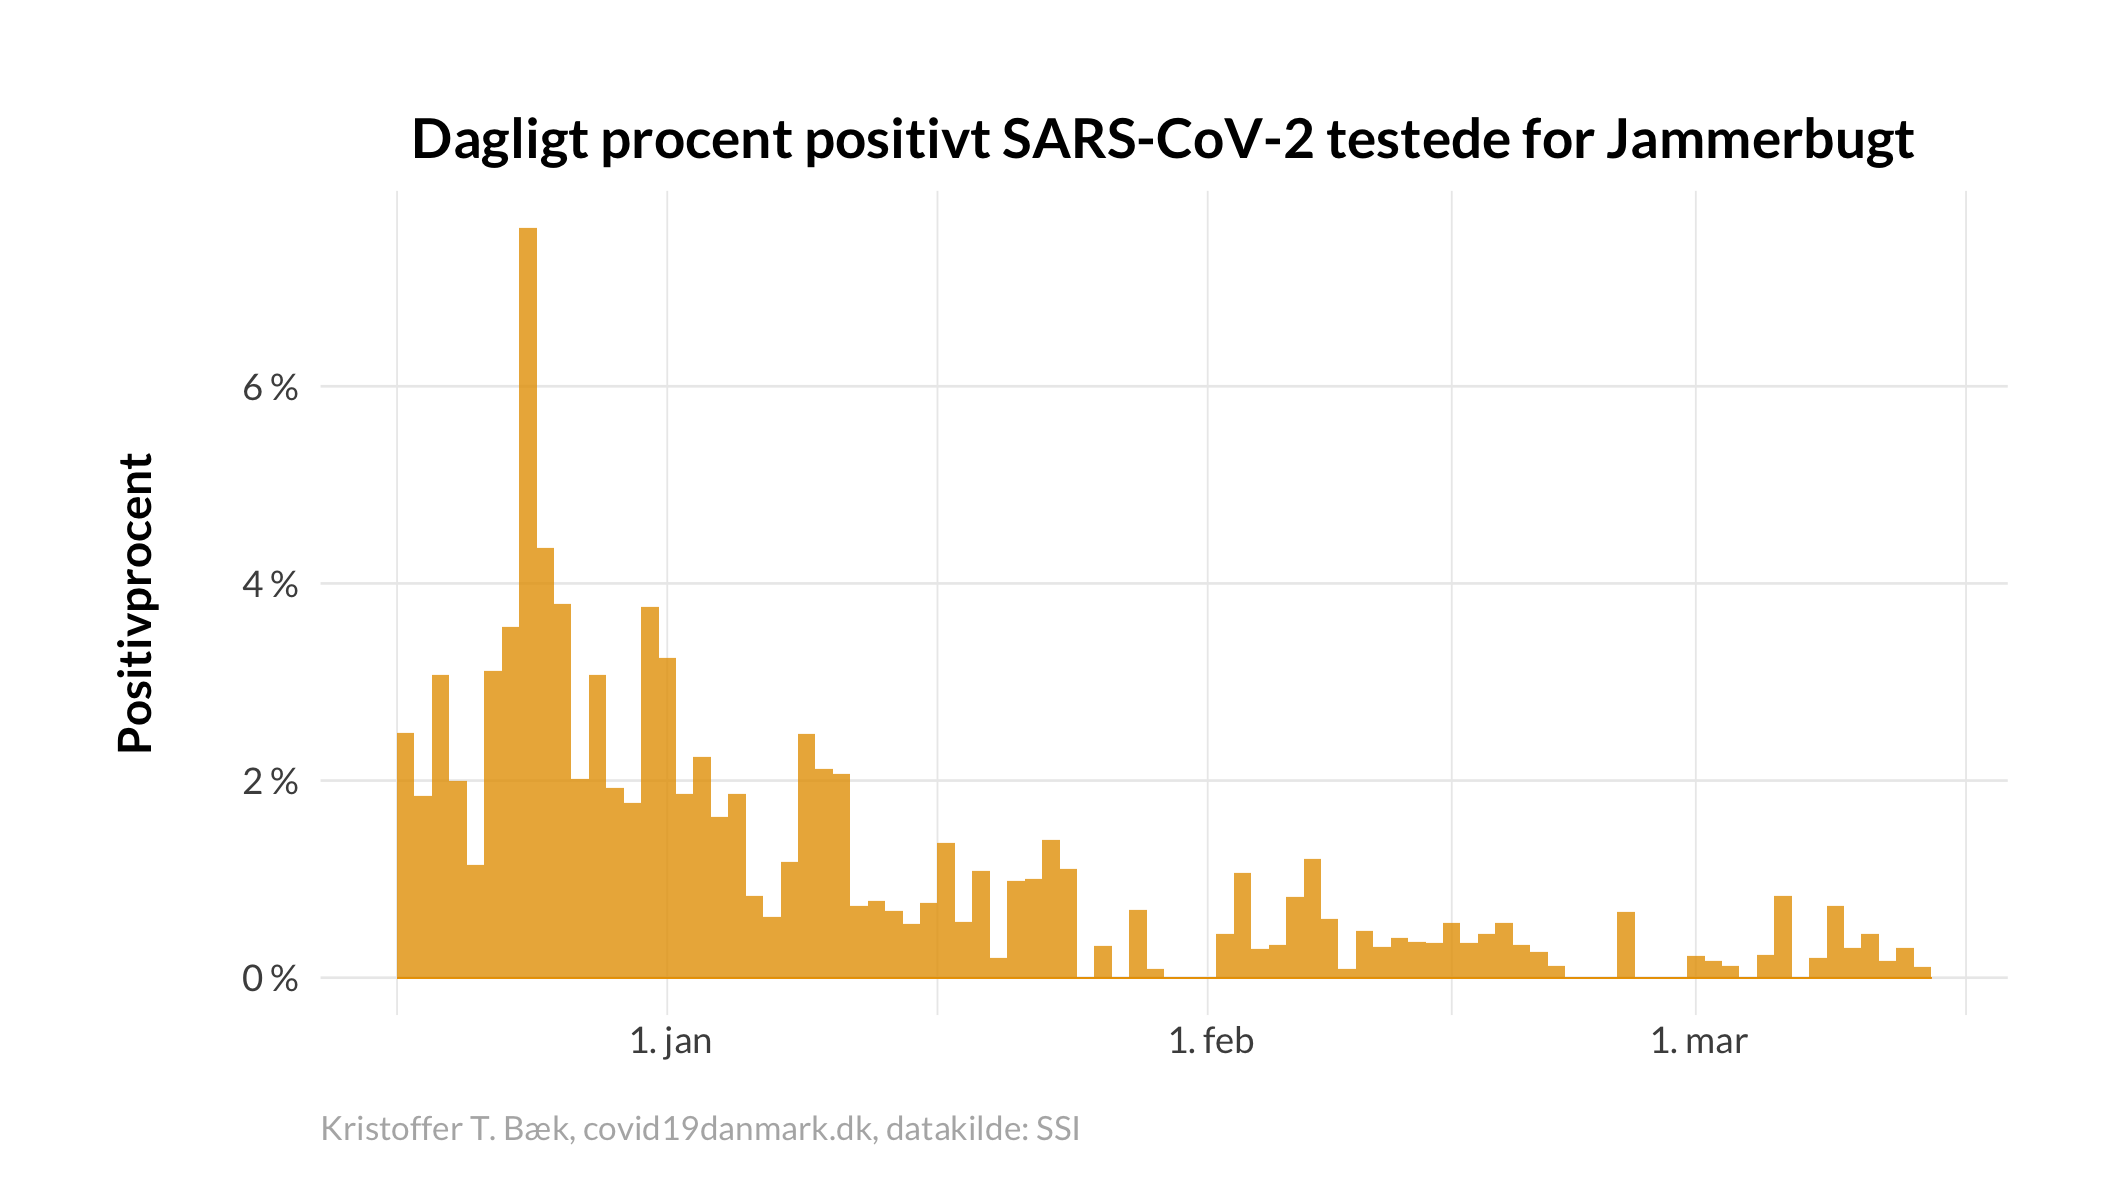 Dagligt procent positivt SARS-CoV-2 testede for Jammerbugt
Positivprocent
6 %
4 %
2 %
0 %
1. jan
1. feb
1. mar
Kristoffer T. Bæk, covid19danmark.dk, datakilde: SSI